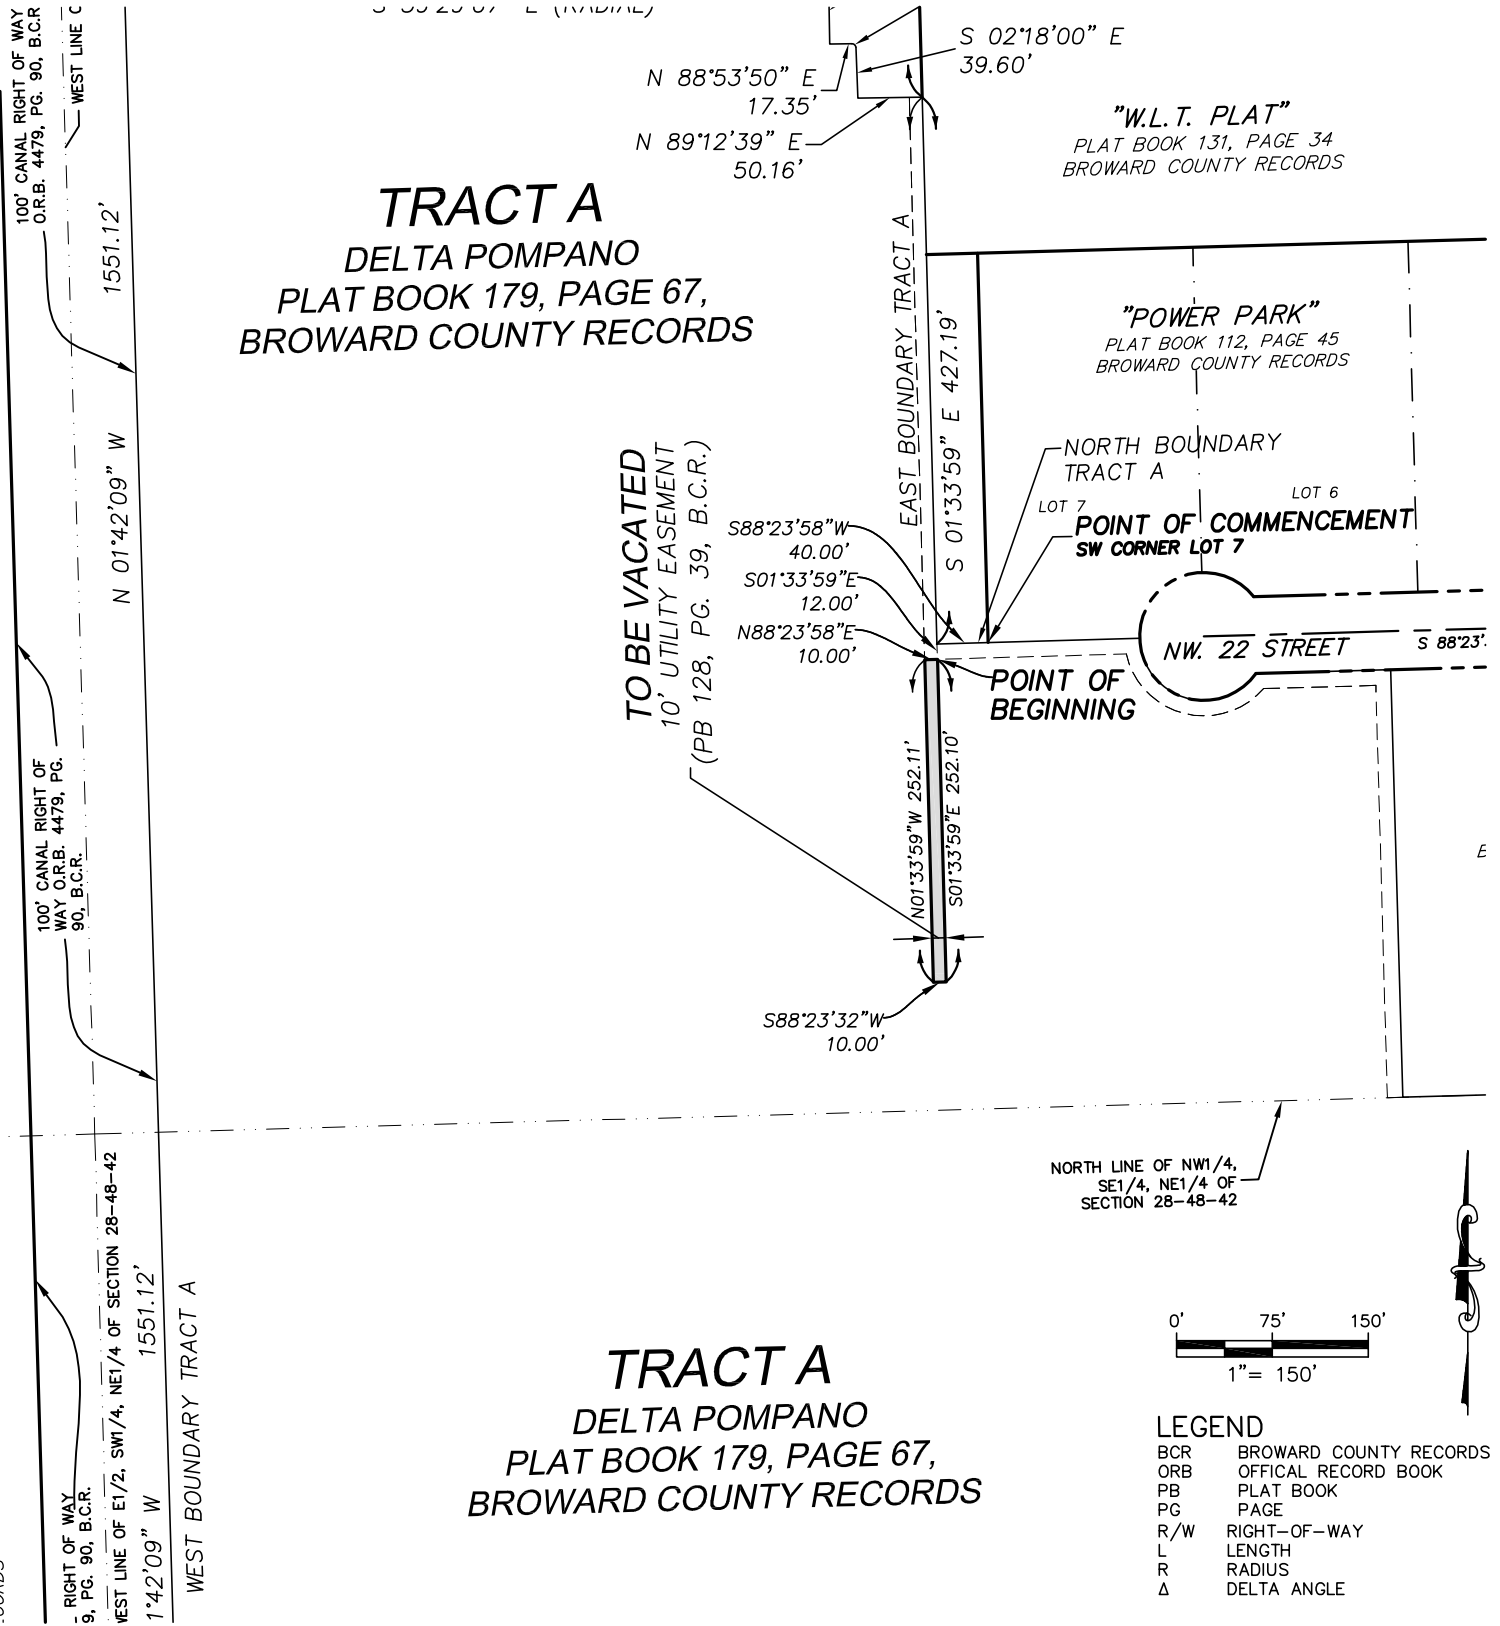 100' CANAL RIGHT OF WAY
O.R.B. 4479, PG. 90, B.C.R
WEST LINE
1551.12'
N 01°42'09" W
N 88°53'50" E
17.35'
S 02°18'00" E
39.60'
N 89°12'39" E
50.16'
"W.L.T. PLAT"
PLAT BOOK 131, PAGE 34
BROWARD COUNTY RECORDS
TRACT A
DELTA POMPANO
PLAT BOOK 179, PAGE 67,
BROWARD COUNTY RECORDS
EAST BOUNDARY TRACT A
S 01°33'59" E 427.19'
"POWER PARK"
PLAT BOOK 112, PAGE 45
BROWARD COUNTY RECORDS
NORTH BOUNDARY
TRACT A
LOT 7
LOT 6
POINT OF COMMENCEMENT
SW CORNER LOT 7
TO BE VACATED
10' UTILITY EASEMENT
(PB 128, PG. 39, B.C.R.)
S88°23'58"W
40.00'
S01°33'59"E
12.00'
N88°23'58"E
10.00'
NW. 22 STREET
S 88°23'
POINT OF
BEGINNING
N01°33'59"W 252.11'
S01°33'59"E 252.10'
S88°23'32"W
10.00'
100' CANAL RIGHT OF
WAY O.R.B. 4479, PG.
90, B.C.R.
NORTH LINE OF NW1/4,
SE1/4, NE1/4 OF
SECTION 28-48-42
RIGHT OF WAY
9, PG. 90, B.C.R.
WEST LINE OF E1/2, SW1/4, NE1/4 OF SECTION 28-48-42
1551.12'
1°42'09" W
WEST BOUNDARY TRACT A
TRACT A
DELTA POMPANO
PLAT BOOK 179, PAGE 67,
BROWARD COUNTY RECORDS
0' 75' 150'
1"= 150'
LEGEND
BCR BROWARD COUNTY RECORDS
ORB OFFICAL RECORD BOOK
PB PLAT BOOK
PG PAGE
R/W RIGHT-OF-WAY
L LENGTH
R RADIUS
Δ DELTA ANGLE